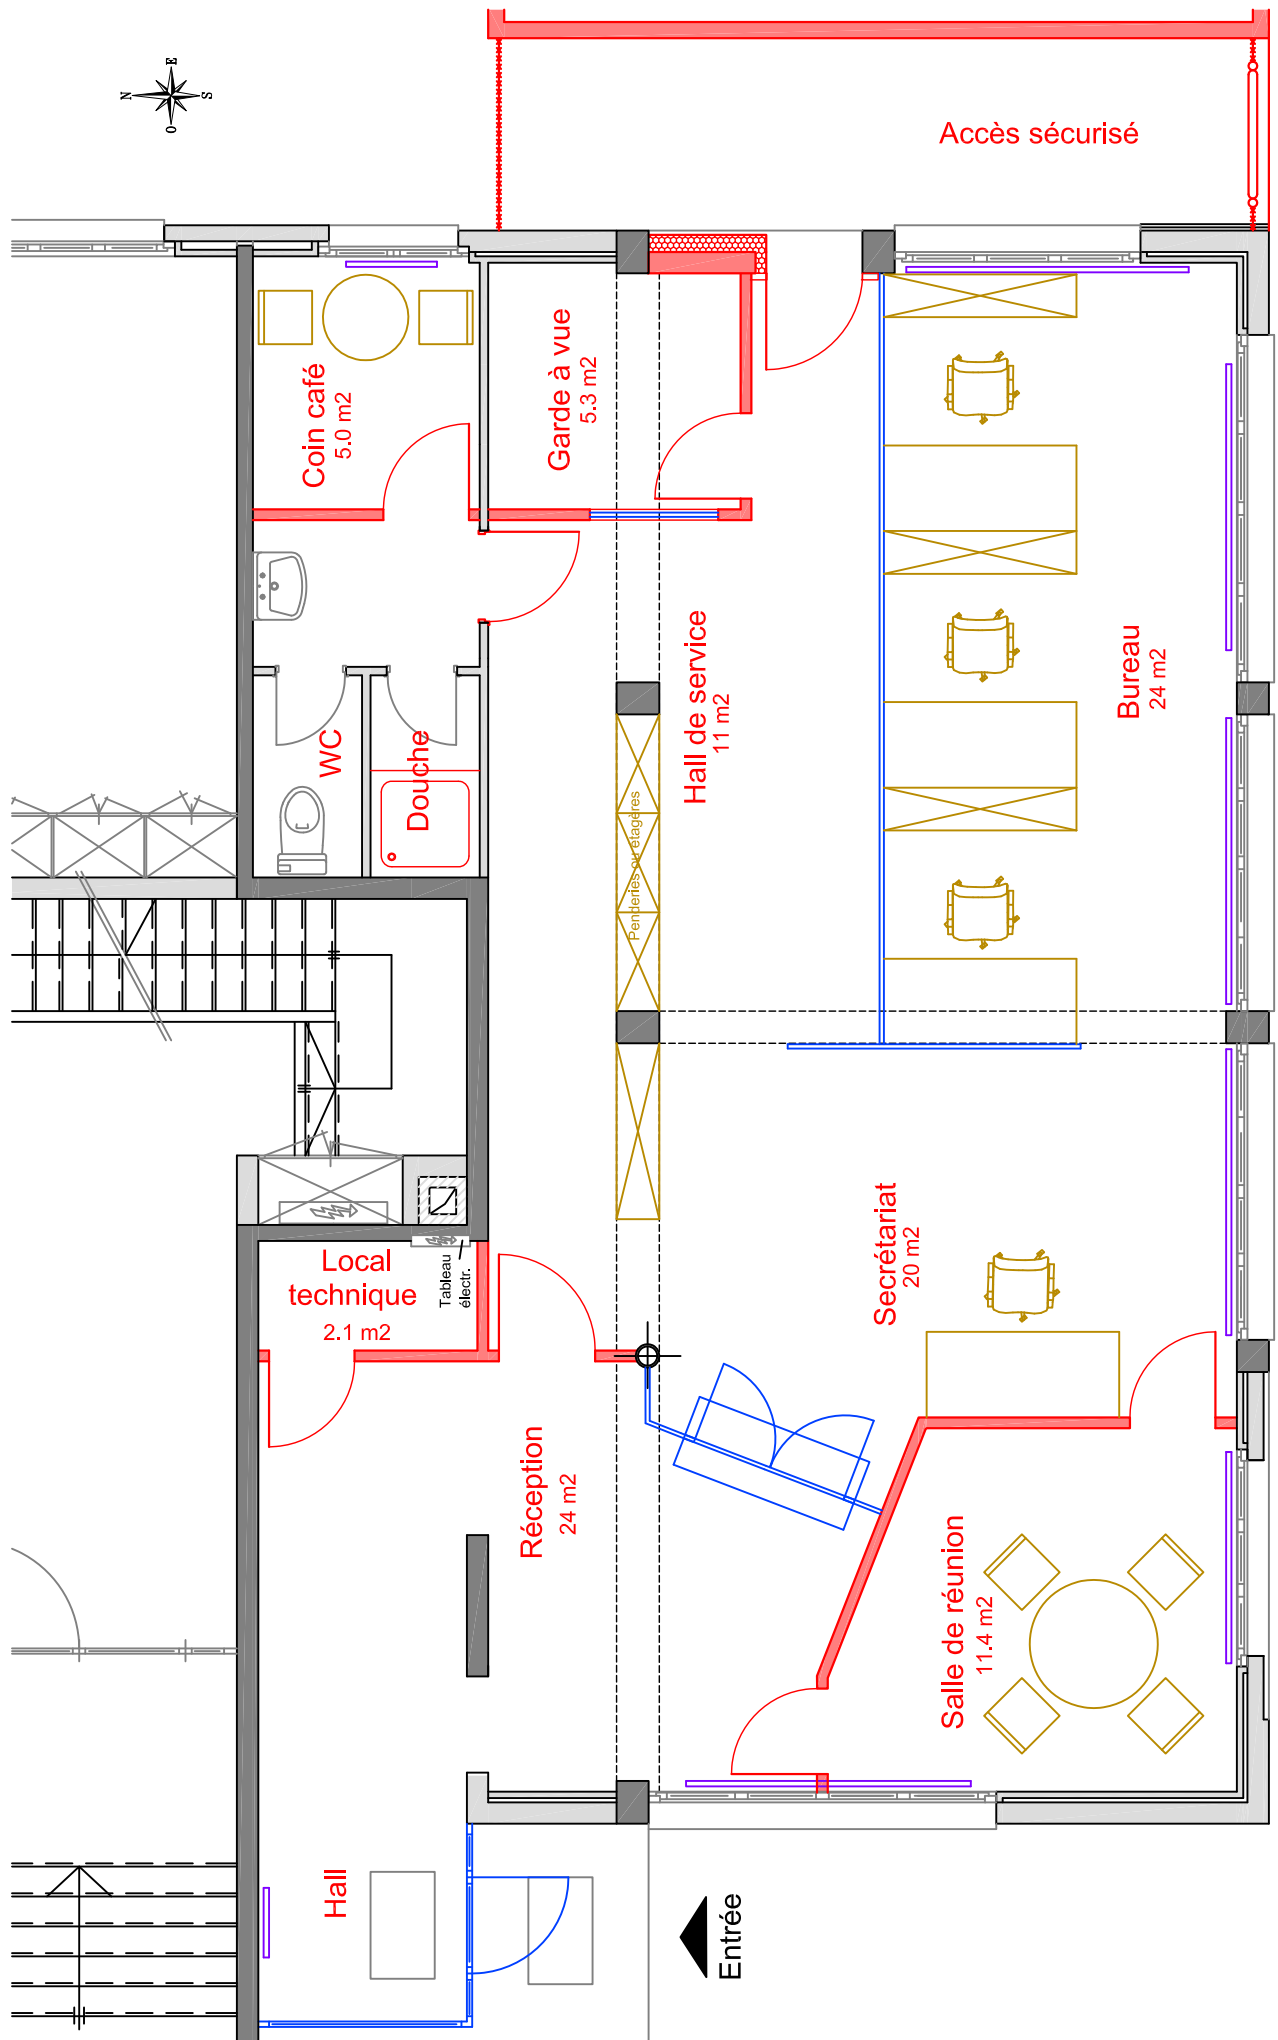 N
E
S
O
Accès sécurisé
Coin café
5.0 m2
Garde à vue
5.3 m2
WC
Douche
Hall de service
11 m2
Bureau
24 m2
Penderies ou étagères
Local
technique
2.1 m2
Tableau
électr.
Secrétariat
20 m2
Réception
24 m2
Salle de réunion
11.4 m2
Hall
Entrée